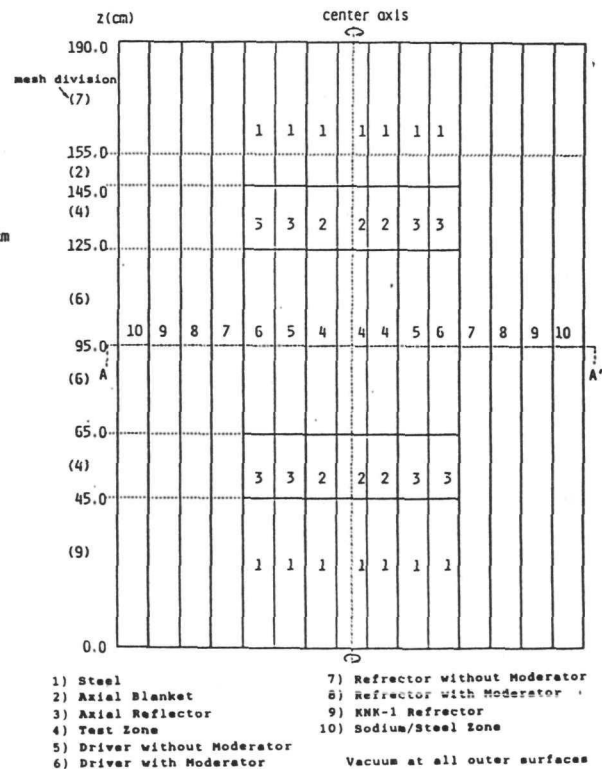 z(cm) center axis
190.0
mesh division
(7)
1 1 1 1 1 1 1
155.0
(2)
145.0
(4)
3 3 2 2 2 3 3
m
125.0
(6)
10 9 8 7 6 5 4 4 4 5 6 7 8 9 10
95.0
A A'
(6)
65.0
(4)
3 3 2 2 2 3 3
45.0
(9)
1 1 1 1 1 1 1
0.0
1) Steel
2) Axial Blanket
3) Axial Reflector
4) Test Zone
5) Driver without Moderator
6) Driver with Moderator
7) Refrector without Moderator
8) Refrector with Moderator
9) KNK-1 Refrector
10) Sodium/Steel Zone
Vacuum at all outer surfaces